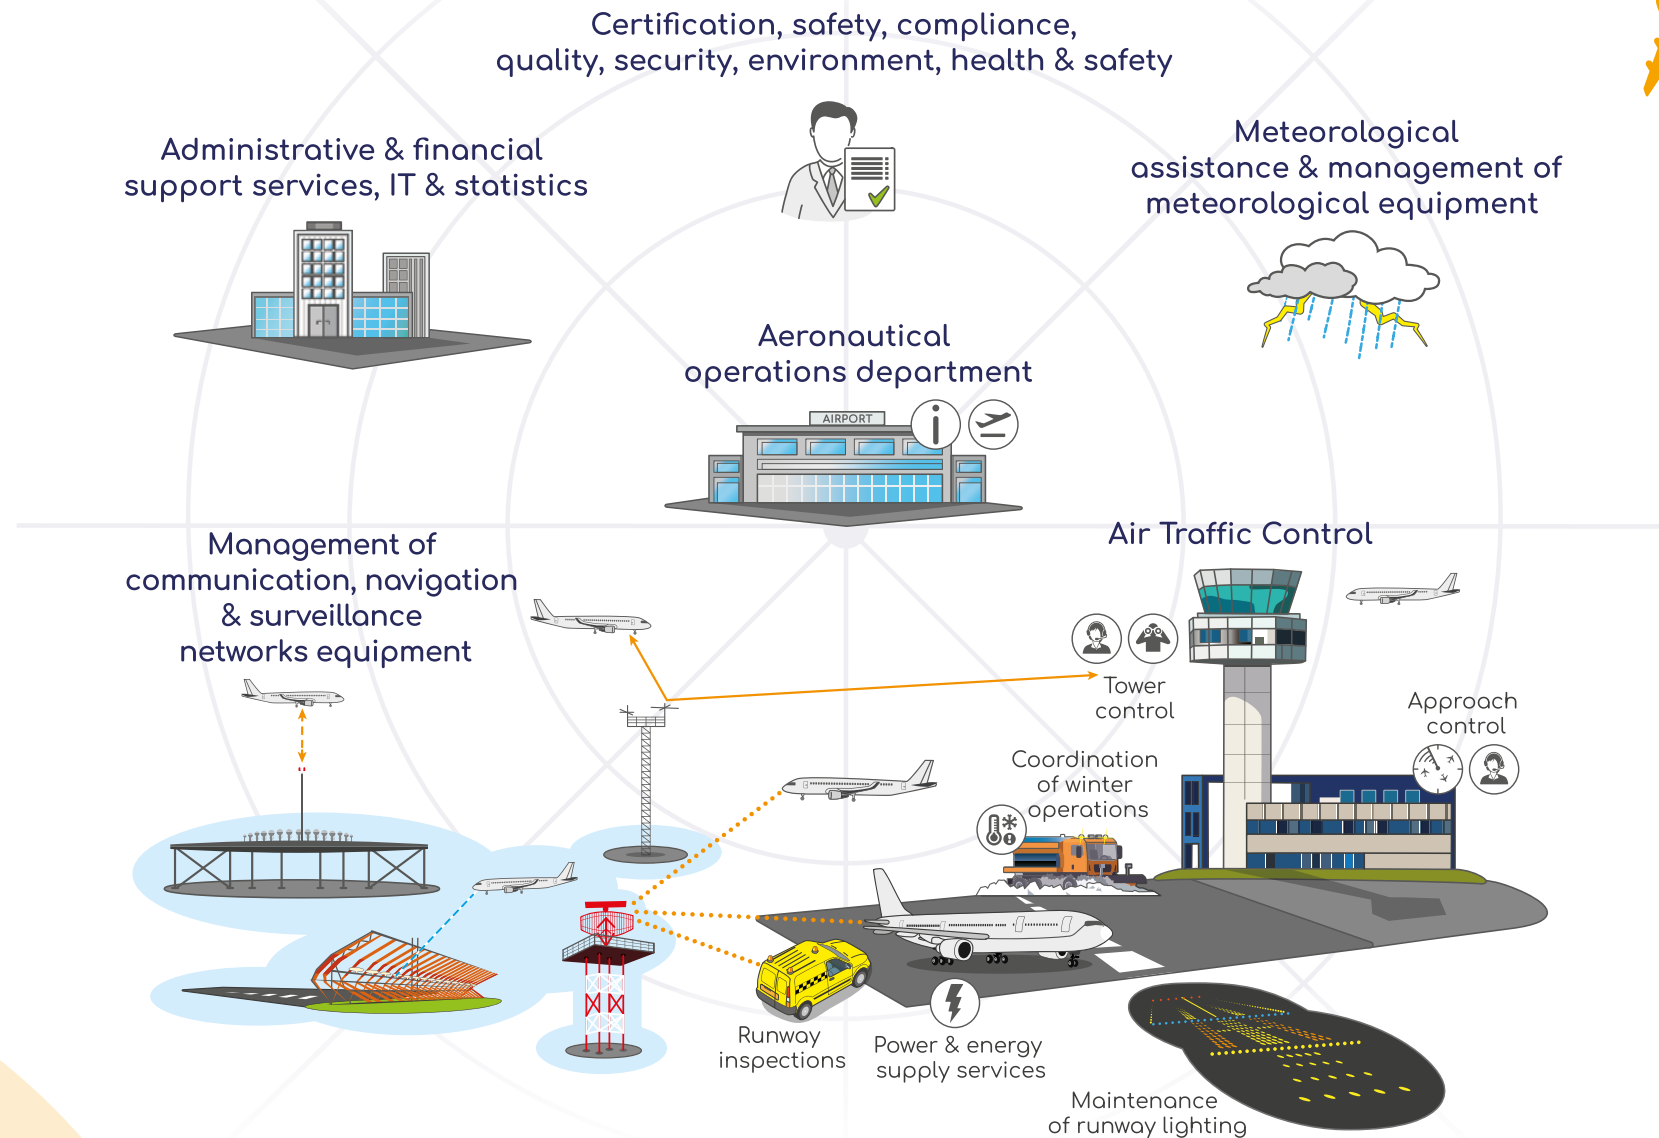 Certification, safety, compliance,
quality, security, environment, health & safety
Administrative & financial
support services, IT & statistics
Meteorological
assistance & management of
meteorological equipment
Aeronautical
operations department
AIRPORT
Management of
communication, navigation
& surveillance
networks equipment
Air Traffic Control
Tower
control
Approach
control
Coordination
of winter
operations
Runway
inspections
Power & energy
supply services
Maintenance
of runway lighting